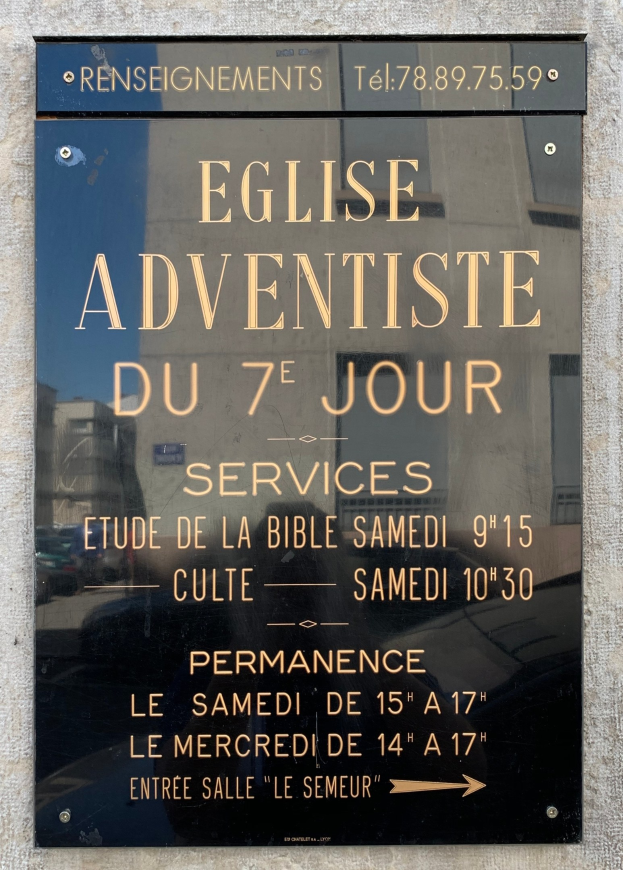 RENSEIGNEMENTS Tél:78.89.75.59
EGLISE
ADVENTISTE
DU 7E JOUR
SERVICES
ETUDE DE LA BIBLE SAMEDI 9H15
CULTE SAMEDI 10H30
PERMANENCE
LE SAMEDI DE 15H A 17H
LE MERCREDI DE 14H A 17H
ENTRÉE SALLE "LE SEMEUR"